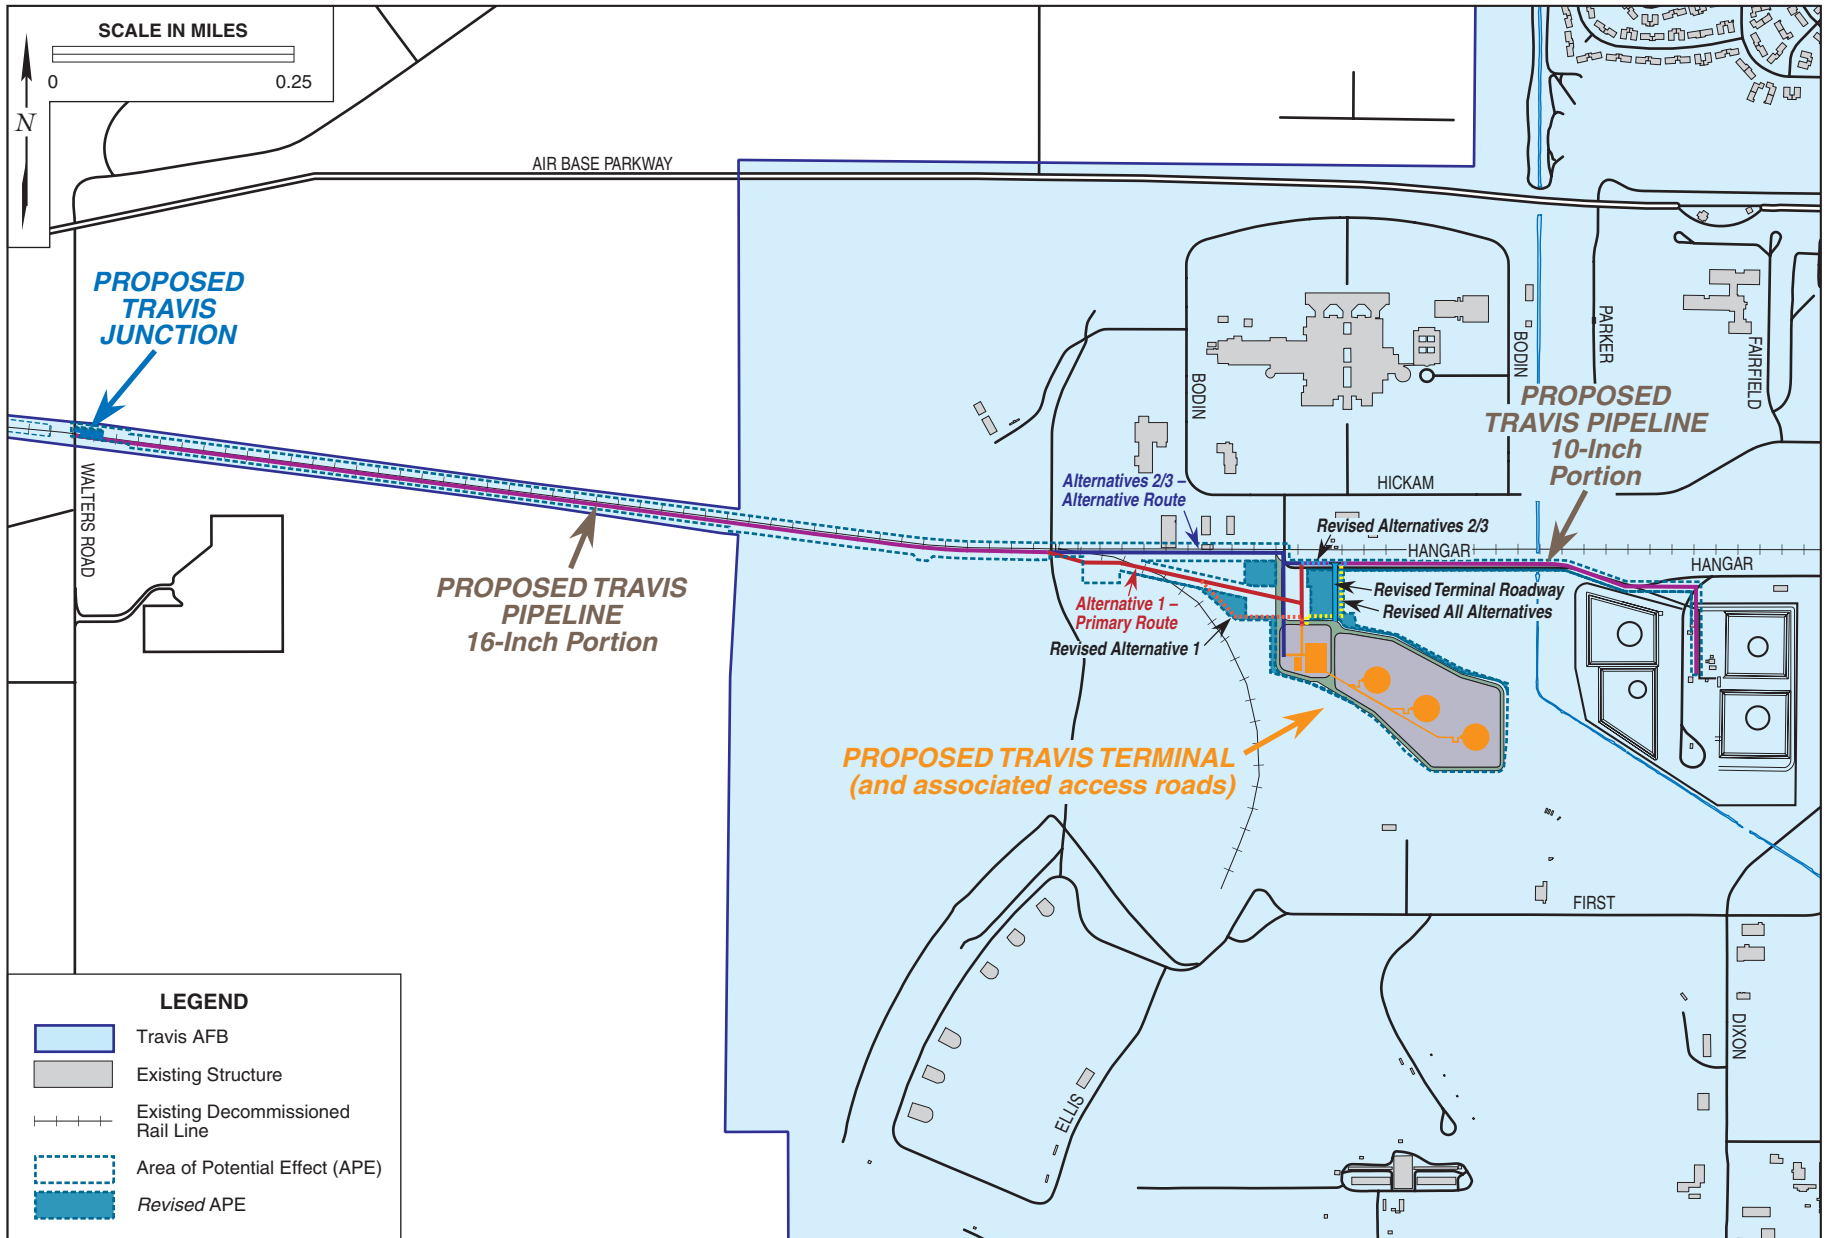 SCALE IN MILES
0 0.25
N
AIR BASE PARKWAY
PROPOSED
TRAVIS
JUNCTION
WALTERS ROAD
PROPOSED TRAVIS
PIPELINE
16-Inch Portion
BODIN
BODIN
PARKER
FAIRFIELD
PROPOSED
TRAVIS PIPELINE
10-Inch
Portion
HICKAM
Alternatives 2/3 –
Alternative Route
Revised Alternatives 2/3
HANGAR
HANGAR
Revised Terminal Roadway
Revised All Alternatives
Alternative 1 –
Primary Route
Revised Alternative 1
PROPOSED TRAVIS TERMINAL
(and associated access roads)
FIRST
DIXON
ELLIS
LEGEND
Travis AFB
Existing Structure
Existing Decommissioned
Rail Line
Area of Potential Effect (APE)
Revised APE